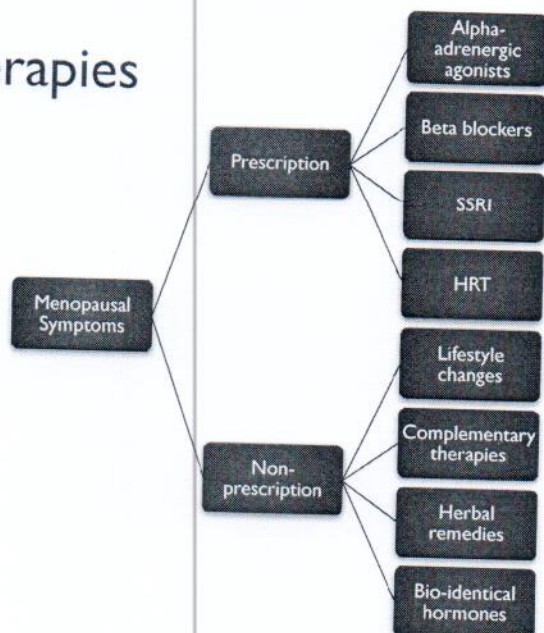 erapies
Menopausal
Symptoms
Prescription
Alpha-
adrenergic
agonists
Beta blockers
SSRI
HRT
Non-
prescription
Lifestyle
changes
Complementary
therapies
Herbal
remedies
Bio-identical
hormones